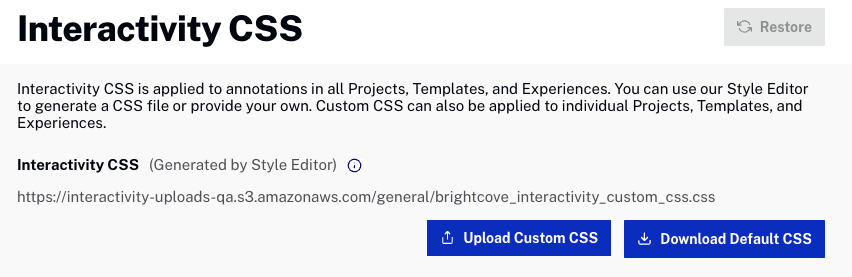 Interactivity CSS
Restore
Interactivity CSS is applied to annotations in all Projects, Templates, and Experiences. You can use our Style Editor
to generate a CSS file or provide your own. Custom CSS can also be applied to individual Projects, Templates, and
Experiences.
Interactivity CSS (Generated by Style Editor)
https://interactivity-uploads-qa.s3.amazonaws.com/general/brightcove_interactivity_custom_css.css
Upload Custom CSS
Download Default CSS